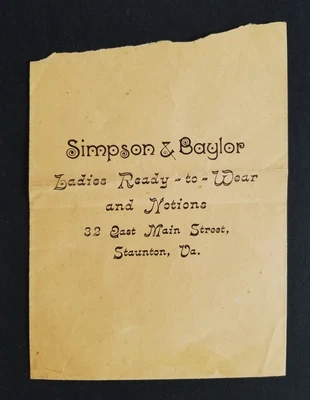 Simpson & Baylor
Ladies Ready-to-Wear
and Notions
32 East Main Street,
Staunton, Va.